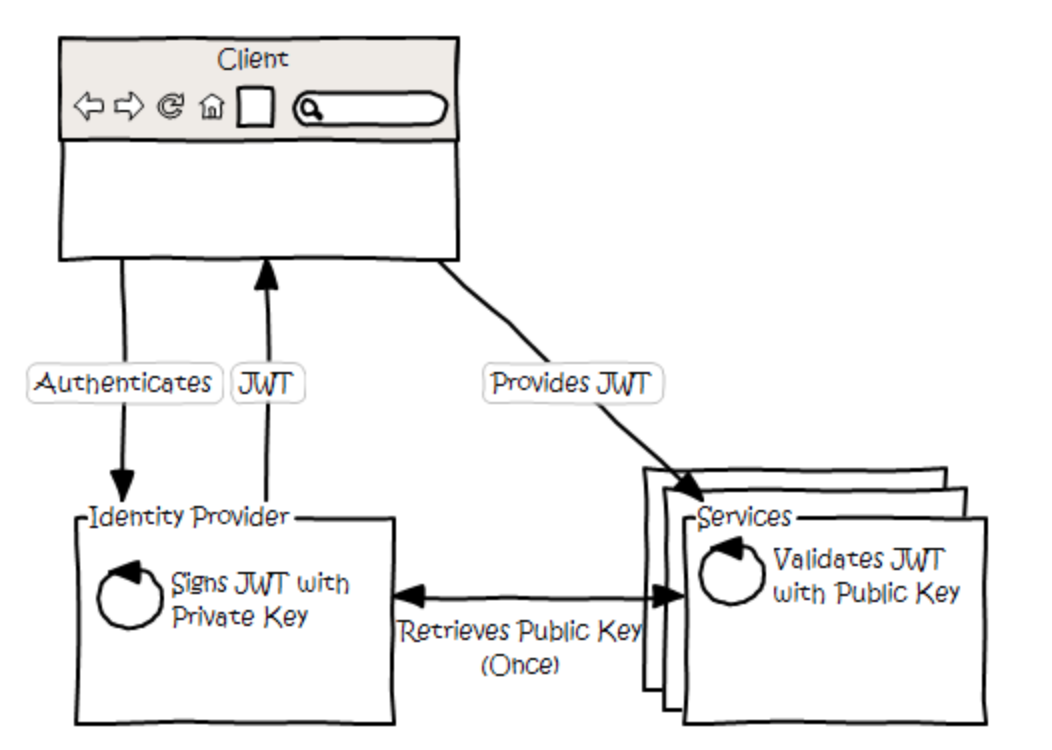 Client
Authenticates
JWT
Provides JWT
Identity Provider
Signs JWT with
Private Key
Retrieves Public Key
(Once)
Services
Validates JWT
with Public Key